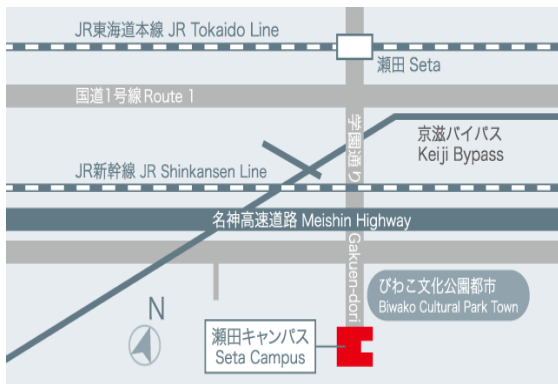 JR東海道本線 JR Tokaido Line
瀬田 Seta
国道1号線 Route 1
学園通り
京滋バイパス
Keiji Bypass
JR新幹線 JR Shinkansen Line
名神高速道路 Meishin Highway
Gakuen-dori
びわこ文化公園都市
Biwako Cultural Park Town
N
瀬田キャンパス
Seta Campus